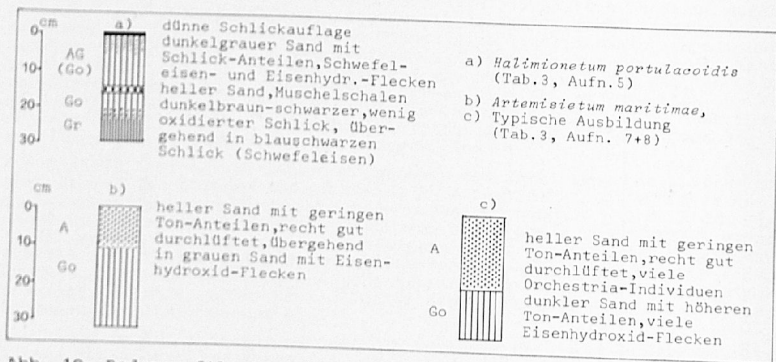 cm a)
0
10
20
30
AG
(Go)
Go
Gr
dünne Schlickauflage
dunkelgrauer Sand mit
Schlick-Anteilen,Schwefel-
eisen- und Eisenhydr.-Flecken
heller Sand,Muschelschalen
dunkelbraun-schwarzer,wenig
oxidierter Schlick, über-
gehend in blauschwarzen
Schlick (Schwefeleisen)
a) Halimionetum portulacoidis
(Tab.3, Aufn.5)
b) Artemisietum maritimae,
c) Typische Ausbildung
(Tab.3, Aufn. 7+8)
cm b)
0
10
20
30
A
Go
heller Sand mit geringen
Ton-Anteilen,recht gut
durchlüftet,übergehend
in grauen Sand mit Eisen-
hydroxid-Flecken
c)
A
Go
heller Sand mit geringen
Ton-Anteilen,recht gut
durchlüftet,viele
Orchestria-Individuen
dunkler Sand mit höheren
Ton-Anteilen,viele
Eisenhydroxid-Flecken